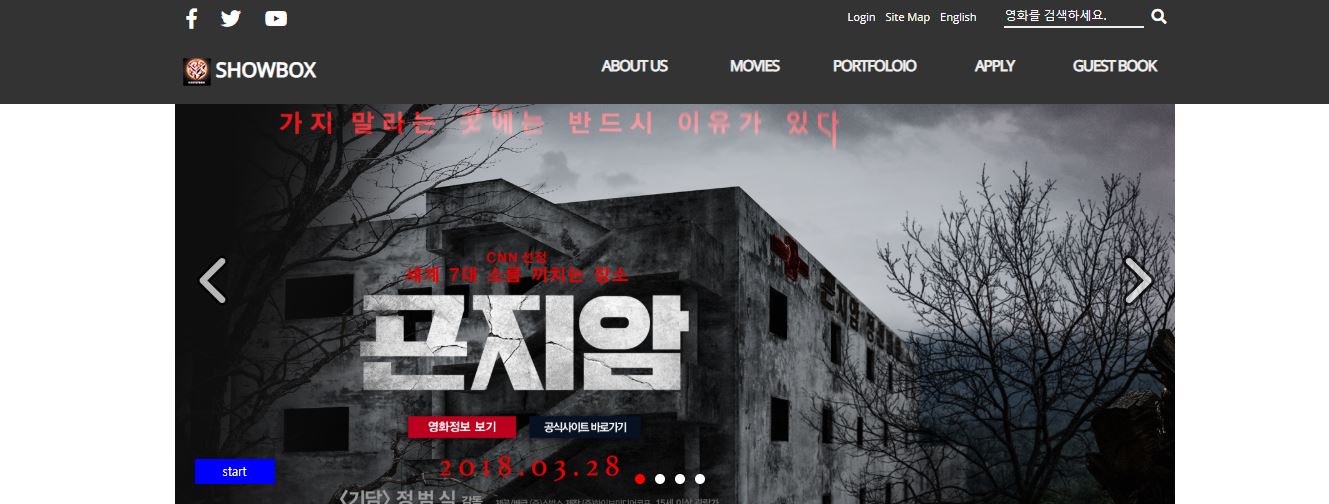 Login Site Map English 영화를 검색하세요.
SHOWBOX ABOUT US MOVIES PORTFOLOIO APPLY GUEST BOOK
가지 말라는 곳에는 반드시 이유가 있다
CNN 선정
세계 7대 소름 끼치는 장소
곤지암
곤지암
영화정보 보기 공식사이트 바로가기
2018.03.28
start
<기담> 정범식 감독